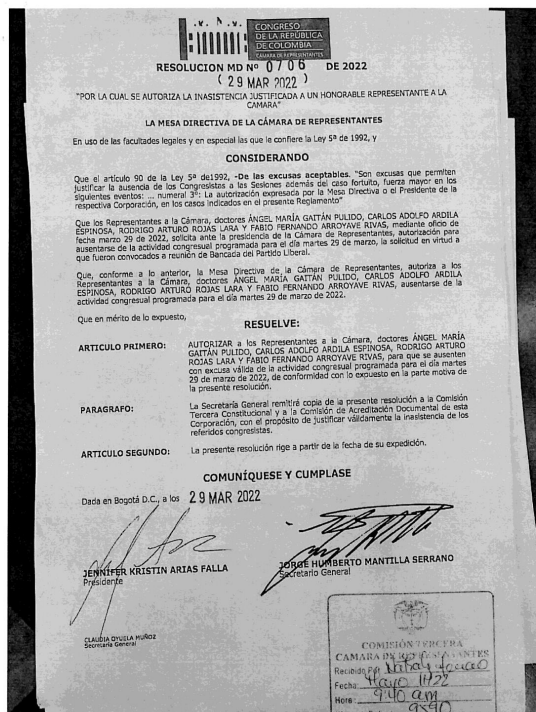 CONGRESO
DE LA REPÚBLICA
DE COLOMBIA
CÁMARA DE REPRESENTANTES
RESOLUCION MD Nº 0706 DE 2022
( 29 MAR 2022 )
"POR LA CUAL SE AUTORIZA LA INASISTENCIA JUSTIFICADA A UN HONORABLE REPRESENTANTE A LA
CAMARA"
LA MESA DIRECTIVA DE LA CÁMARA DE REPRESENTANTES
En uso de las facultades legales y en especial las que le confiere la Ley 5ª de 1992, y
CONSIDERANDO
Que el artículo 90 de la Ley 5ª de1992, -De las excusas aceptables. "Son excusas que permiten
justificar la ausencia de los Congresistas a las Sesiones además del caso fortuito, fuerza mayor en los
siguientes eventos: ... numeral 3º: La autorización expresada por la Mesa Directiva o el Presidente de la
respectiva Corporación, en los casos indicados en el presente Reglamento"
Que los Representantes a la Cámara, doctores ÁNGEL MARÍA GAITÁN PULIDO, CARLOS ADOLFO ARDILA
ESPINOSA, RODRIGO ARTURO ROJAS LARA Y FABIO FERNANDO ARROYAVE RIVAS, mediante oficio de
fecha marzo 29 de 2022, solicita ante la presidencia de la Cámara de Representantes, autorización para
ausentarse de la actividad congresual programada para el día martes 29 de marzo, la solicitud en virtud a
que fueron convocados a reunión de Bancada del Partido Liberal.
Que, conforme a lo anterior, la Mesa Directiva de la Cámara de Representantes, autoriza a los
Representantes a la Cámara, doctores ÁNGEL MARÍA GAITÁN PULIDO, CARLOS ADOLFO ARDILA
ESPINOSA, RODRIGO ARTURO ROJAS LARA Y FABIO FERNANDO ARROYAVE RIVAS, ausentarse de la
actividad congresual programada para el día martes 29 de marzo de 2022.
Que en mérito de lo expuesto,
RESUELVE:
ARTICULO PRIMERO: AUTORIZAR a los Representantes a la Cámara, doctores ÁNGEL MARÍA
GAITÁN PULIDO, CARLOS ADOLFO ARDILA ESPINOSA, RODRIGO ARTURO
ROJAS LARA Y FABIO FERNANDO ARROYAVE RIVAS, para que se ausenten
con excusa válida de la actividad congresual programada para el día martes
29 de marzo de 2022, de conformidad con lo expuesto en la parte motiva de
la presente resolución.
PARAGRAFO: La Secretaría General remitirá copia de la presente resolución a la Comisión
Tercera Constitucional y a la Comisión de Acreditación Documental de esta
Corporación, con el propósito de justificar válidamente la inasistencia de los
referidos congresistas.
ARTICULO SEGUNDO: La presente resolución rige a partir de la fecha de su expedición.
COMUNÍQUESE Y CUMPLASE
Dada en Bogotá D.C., a los 29 MAR 2022
JENNIFER KRISTIN ARIAS FALLA
Presidente
JORGE HUMBERTO MANTILLA SERRANO
Secretario General
CLAUDIA OYUELA MUÑOZ
Secretaria General
COMISIÓN TERCERA
CAMARA DE REPRESENTANTES
Recibido Por
Fecha: Mayo 11/22
Hora: 9:40 am